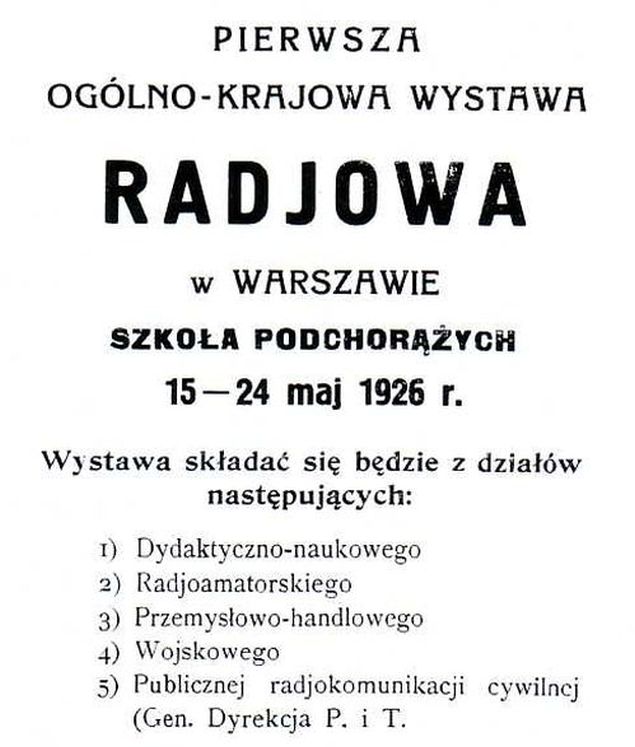 PIERWSZA
OGÓLNO-KRAJOWA WYSTAWA
RADJOWA
w WARSZAWIE
SZKOŁA PODCHORĄŻYCH
15—24 maj 1926 r.
Wystawa składać się będzie z działów
następujących:
1) Dydaktyczno-naukowego
2) Radjoamatorskiego
3) Przemysłowo-handlowego
4) Wojskowego
5) Publicznej radjokomunikacji cywilnej
(Gen. Dyrekcja P. i T.